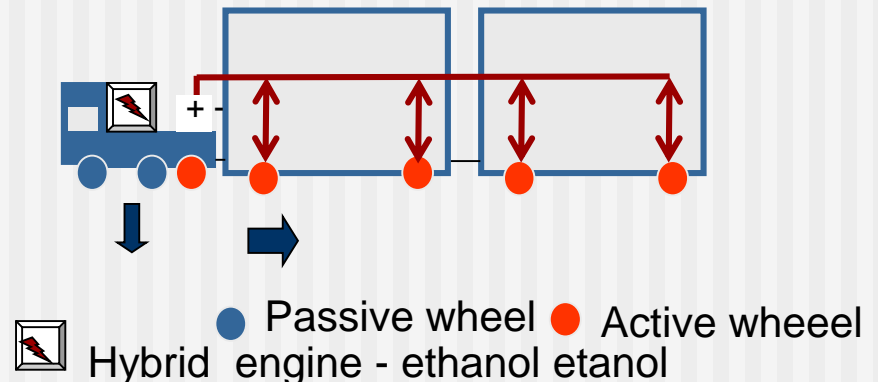 + -
Passive wheel Active wheeel
Hybrid engine - ethanol etanol